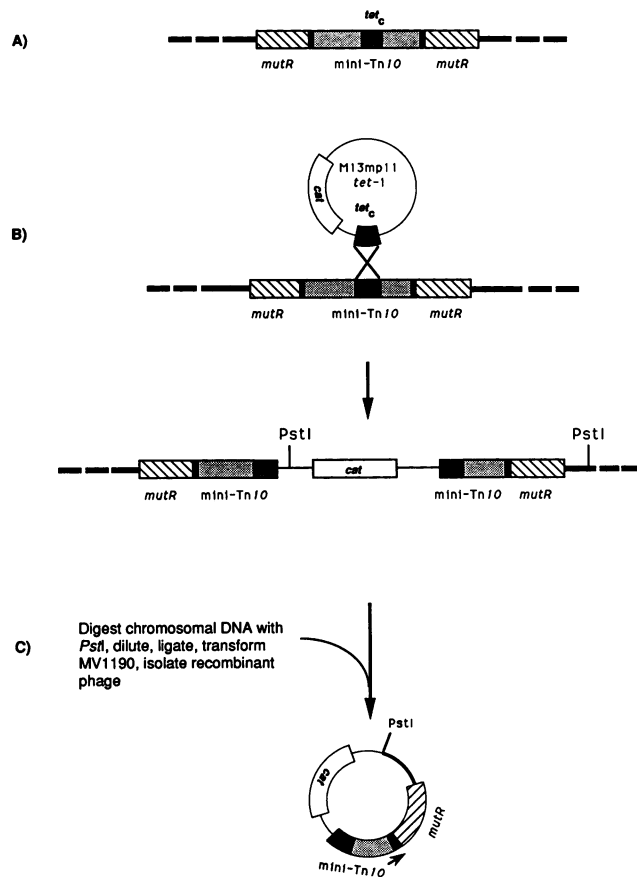 A)
tet c
mutR mini-Tn10 mutR
M13mp11
tet-1
cat
tet c
B)
mutR mini-Tn10 mutR
PstI PstI
cat
mutR mini-Tn10 mini-Tn10 mutR
C)
Digest chromosomal DNA with
PstI, dilute, ligate, transform
MV1190, isolate recombinant
phage
PstI
cat
mutR
mini-Tn10